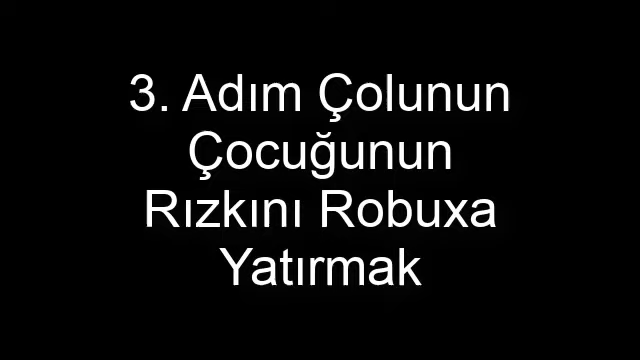 3. Adım Çolunun
Çocuğunun
Rızkını Robuxa
Yatırmak